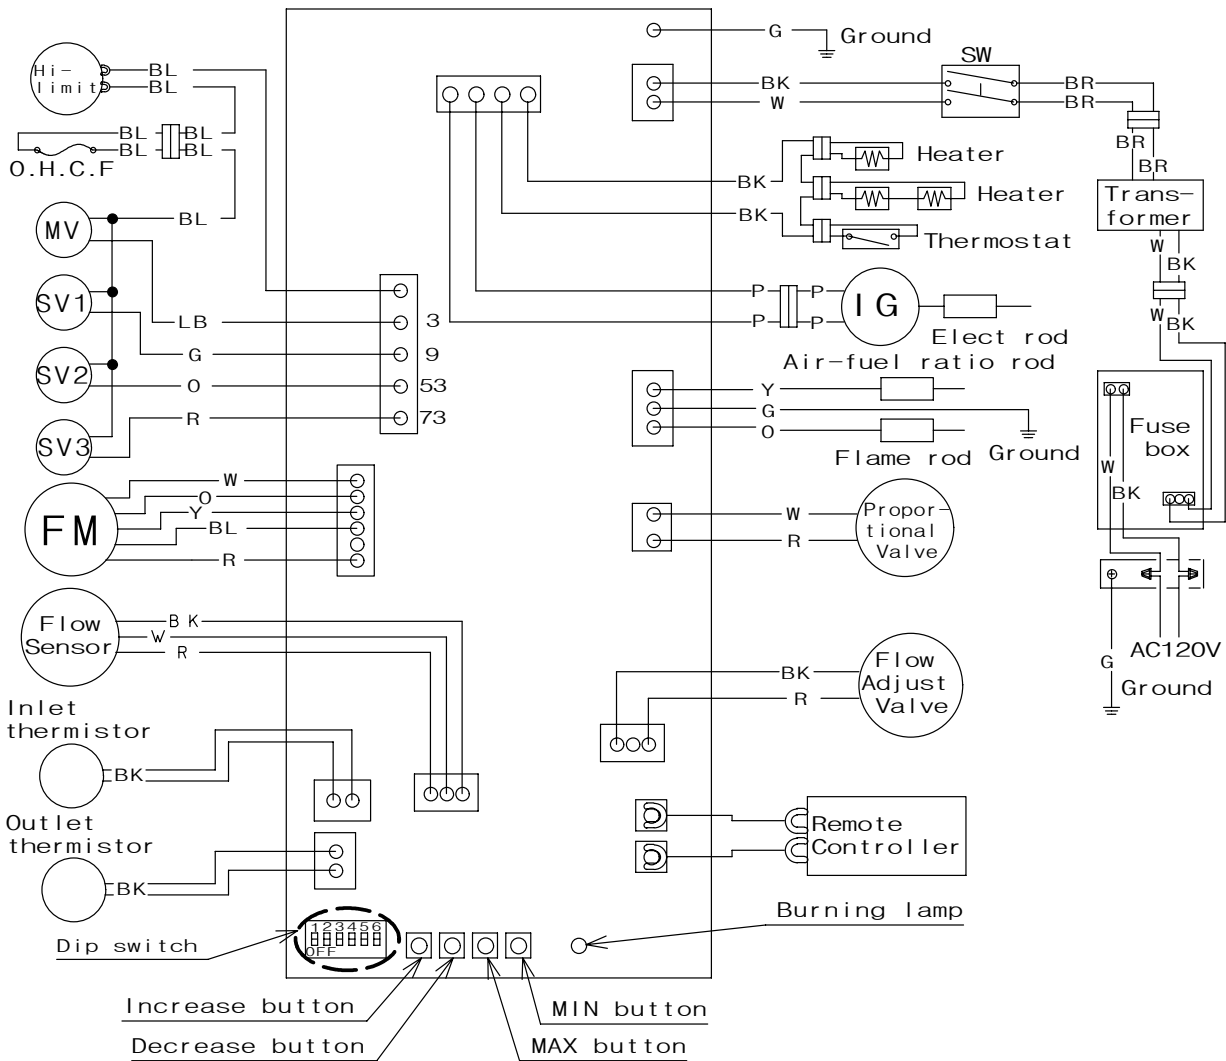 G
Ground
SW
Hi-
limit
BL
BL
BK
W
BR
BR
BL
BL
BL
BL
O.H.C.F
BR
BR
Heater
BK
Heater
Trans-
former
MV
BL
BK
Thermostat
W
BK
SV1
P
P
IG
W
BK
LB
3
P
P
Elect rod
G
9
Air-fuel ratio rod
SV2
O
53
Y
R
73
G
SV3
O
Ground
Flame rod
Fuse
box
W
BK
FM
W
O
Y
BL
R
W
R
Propor-
tional
Valve
Flow
Sensor
BK
W
R
AC120V
G
Ground
BK
R
Flow
Adjust
Valve
Inlet
thermistor
BK
Outlet
thermistor
BK
Remote
Controller
Burning lamp
123456
OFF
Dip switch
Increase button
MIN button
Decrease button
MAX button